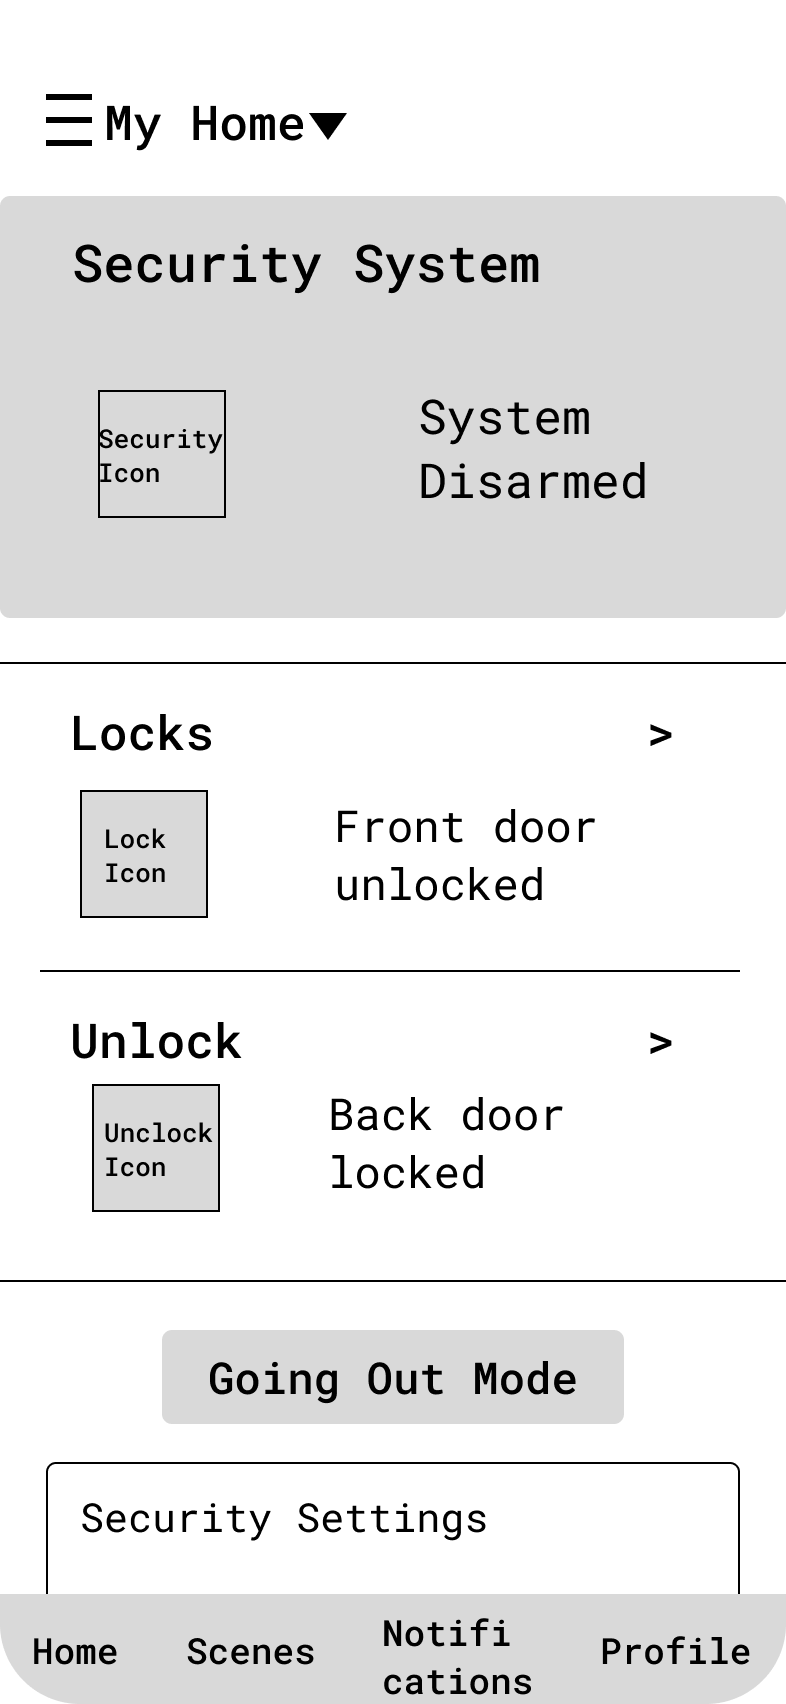 My Home
Security System
Security
Icon
System
Disarmed
Locks >
Lock
Icon
Front door
unlocked
Unlock >
Unclock
Icon
Back door
locked
Going Out Mode
Security Settings
Home
Scenes
Notifi
cations
Profile